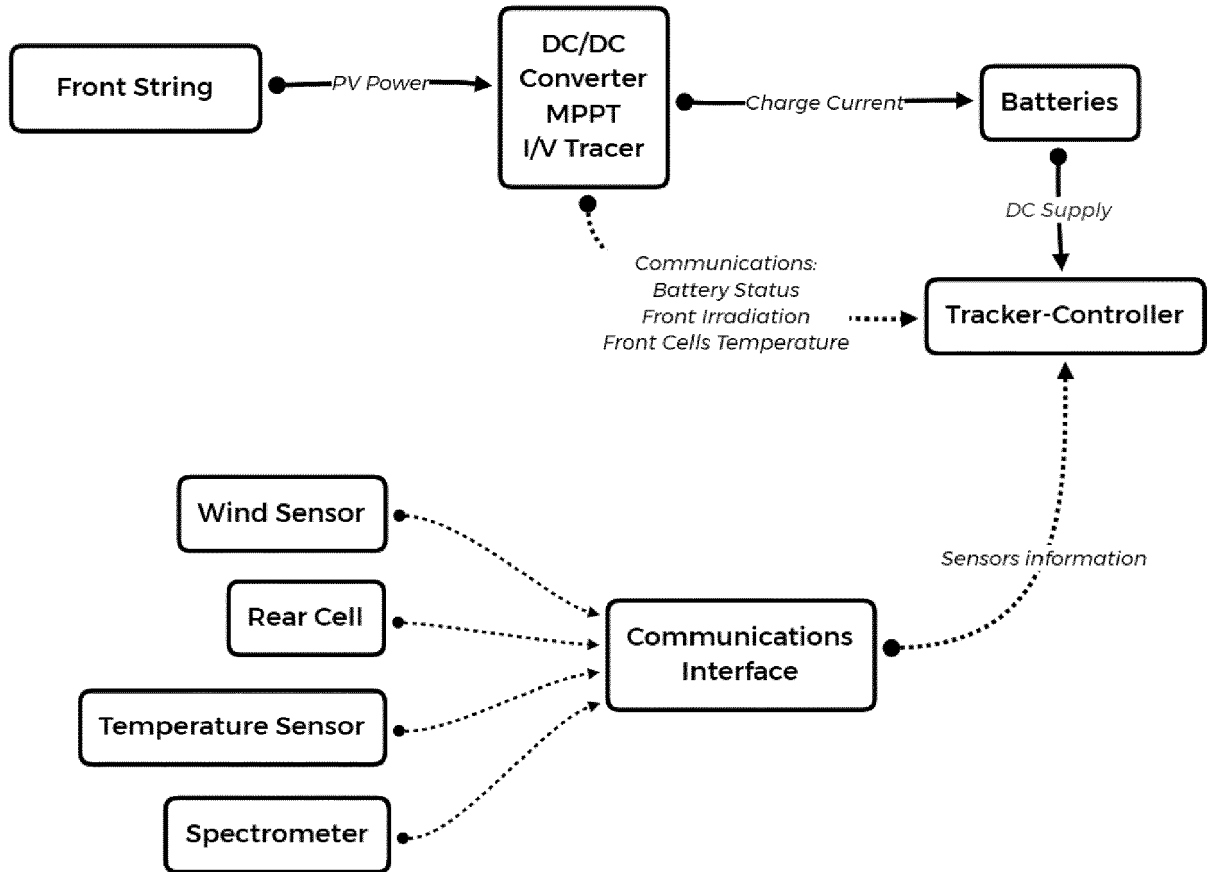 Front String
PV Power
DC/DC
Converter
MPPT
I/V Tracer
Charge Current
Batteries
DC Supply
Communications:
Battery Status
Front Irradiation
Front Cells Temperature
Tracker-Controller
Wind Sensor
Rear Cell
Temperature Sensor
Spectrometer
Communications
Interface
Sensors information